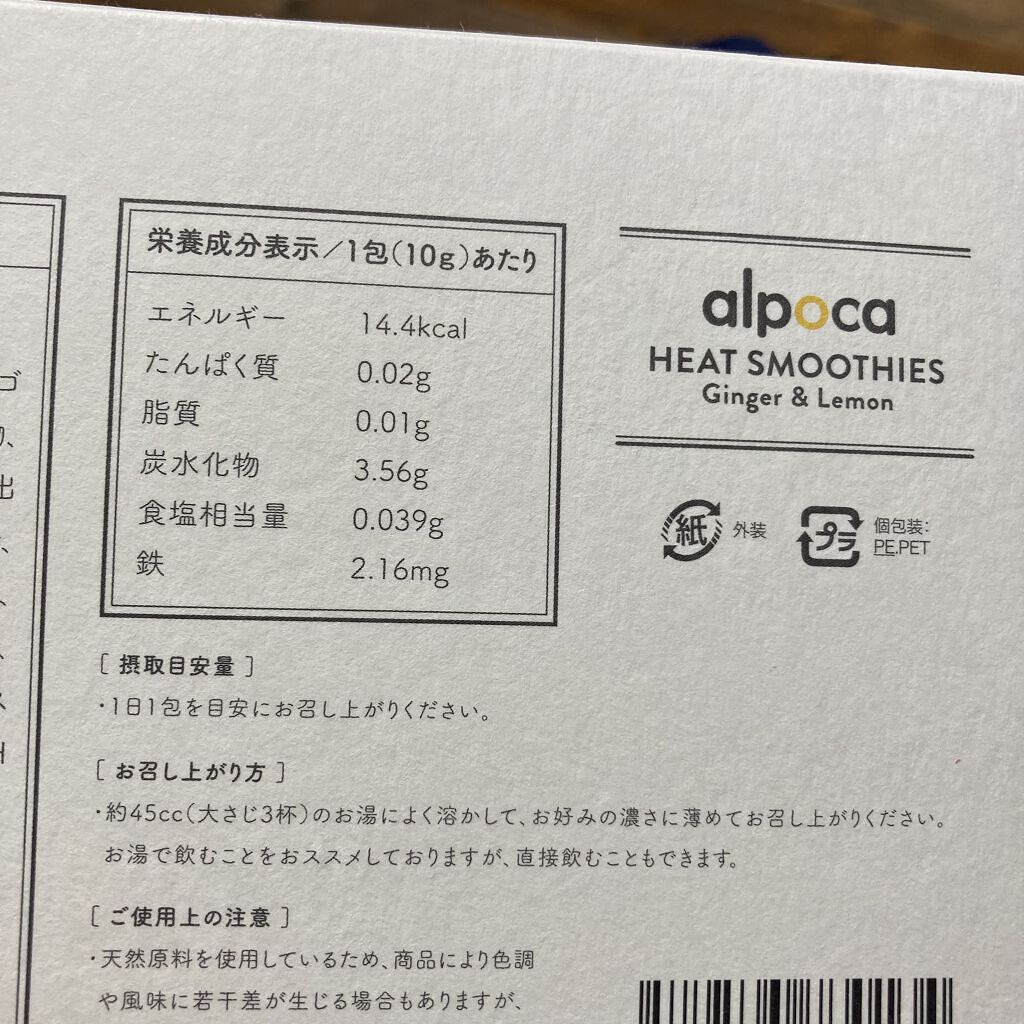 栄養成分表示/1包(10g)あたり
エネルギー 14.4kcal
たんぱく質 0.02g
脂質 0.01g
炭水化物 3.56g
食塩相当量 0.039g
鉄 2.16mg
alpoca
HEAT SMOOTHIES
Ginger & Lemon
紙 外装
プラ 個包装:
PE.PET
[ 摂取目安量 ]
・1日1包を目安にお召し上がりください。
[ お召し上がり方 ]
・約45cc(大さじ3杯)のお湯によく溶かして、お好みの濃さに薄めてお召し上がりください。
お湯で飲むことをおススメしておりますが、直接飲むこともできます。
[ ご使用上の注意 ]
・天然原料を使用しているため、商品により色調
や風味に若干差が生じる場合もありますが、